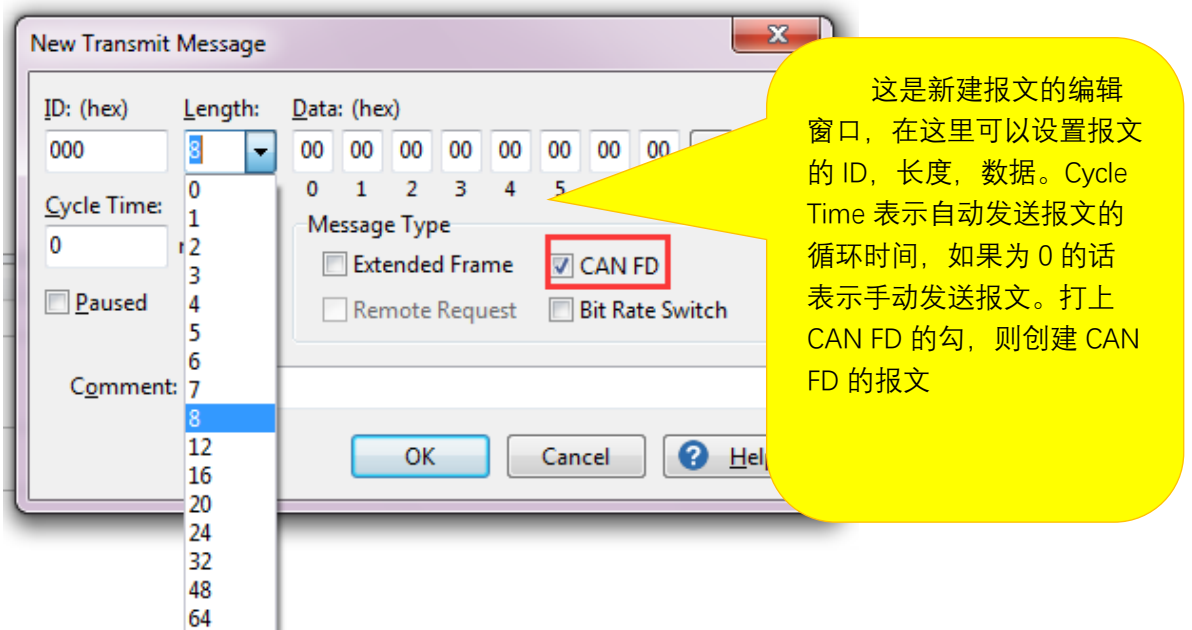 New Transmit Message
ID: (hex) Length: Data: (hex)
000 8 00 00 00 00 00 00 00 00
0 1 2 3 4 5
Cycle Time:
0
Message Type
Extended Frame CAN FD
Paused
Remote Request Bit Rate Switch
Comment:
OK Cancel
0
1
2
3
4
5
6
7
8
12
16
20
24
32
48
64
这是新建报文的编辑
窗口，在这里可以设置报文
的 ID，长度，数据。Cycle
Time 表示自动发送报文的
循环时间，如果为 0 的话
表示手动发送报文。打上
CAN FD 的勾，则创建 CAN
FD 的报文